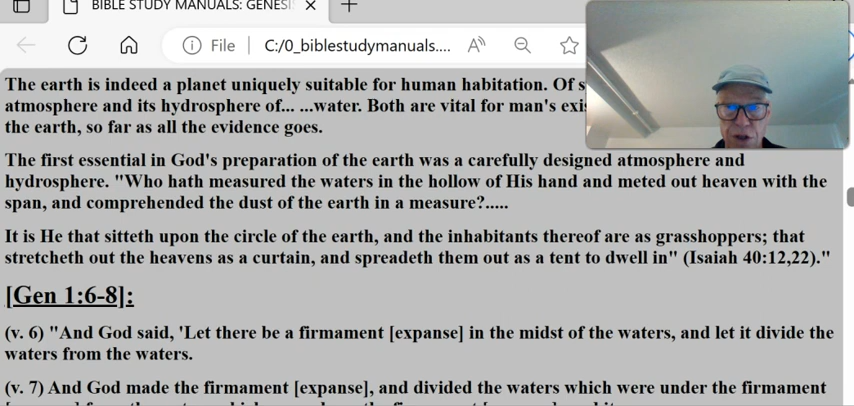 BIBLE STUDY MANUALS: GENESI
File C:/0_biblestudymanuals....
The earth is indeed a planet uniquely suitable for human habitation. Of s
atmosphere and its hydrosphere of... ...water. Both are vital for man's exi
the earth, so far as all the evidence goes.
The first essential in God's preparation of the earth was a carefully designed atmosphere and
hydrosphere. "Who hath measured the waters in the hollow of His hand and meted out heaven with the
span, and comprehended the dust of the earth in a measure?.....
It is He that sitteth upon the circle of the earth, and the inhabitants thereof are as grasshoppers; that
stretcheth out the heavens as a curtain, and spreadeth them out as a tent to dwell in" (Isaiah 40:12,22)."
[Gen 1:6-8]:
(v. 6) "And God said, 'Let there be a firmament [expanse] in the midst of the waters, and let it divide the
waters from the waters.
(v. 7) And God made the firmament [expanse], and divided the waters which were under the firmament